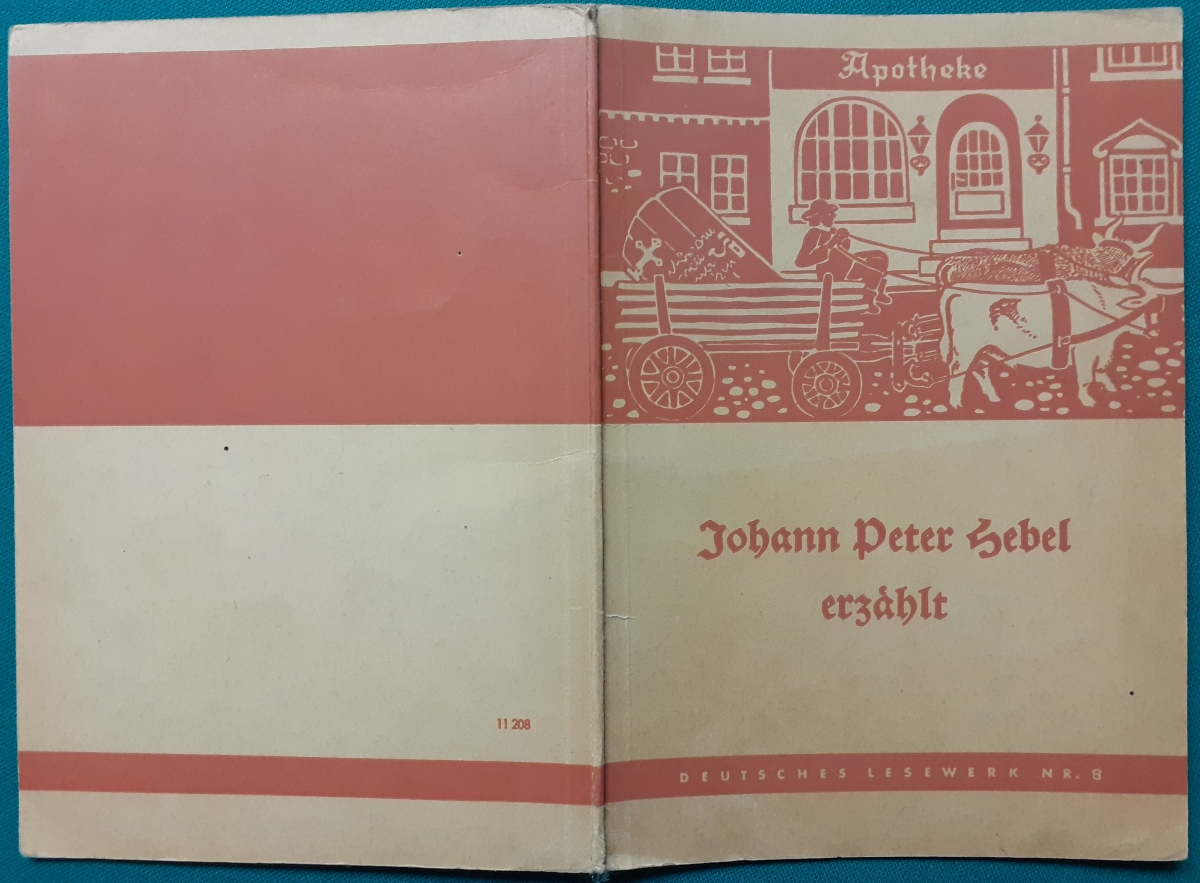 11 208
Apotheke
Johann Peter Hebel
erzählt
DEUTSCHES LESEWERK NR. 8